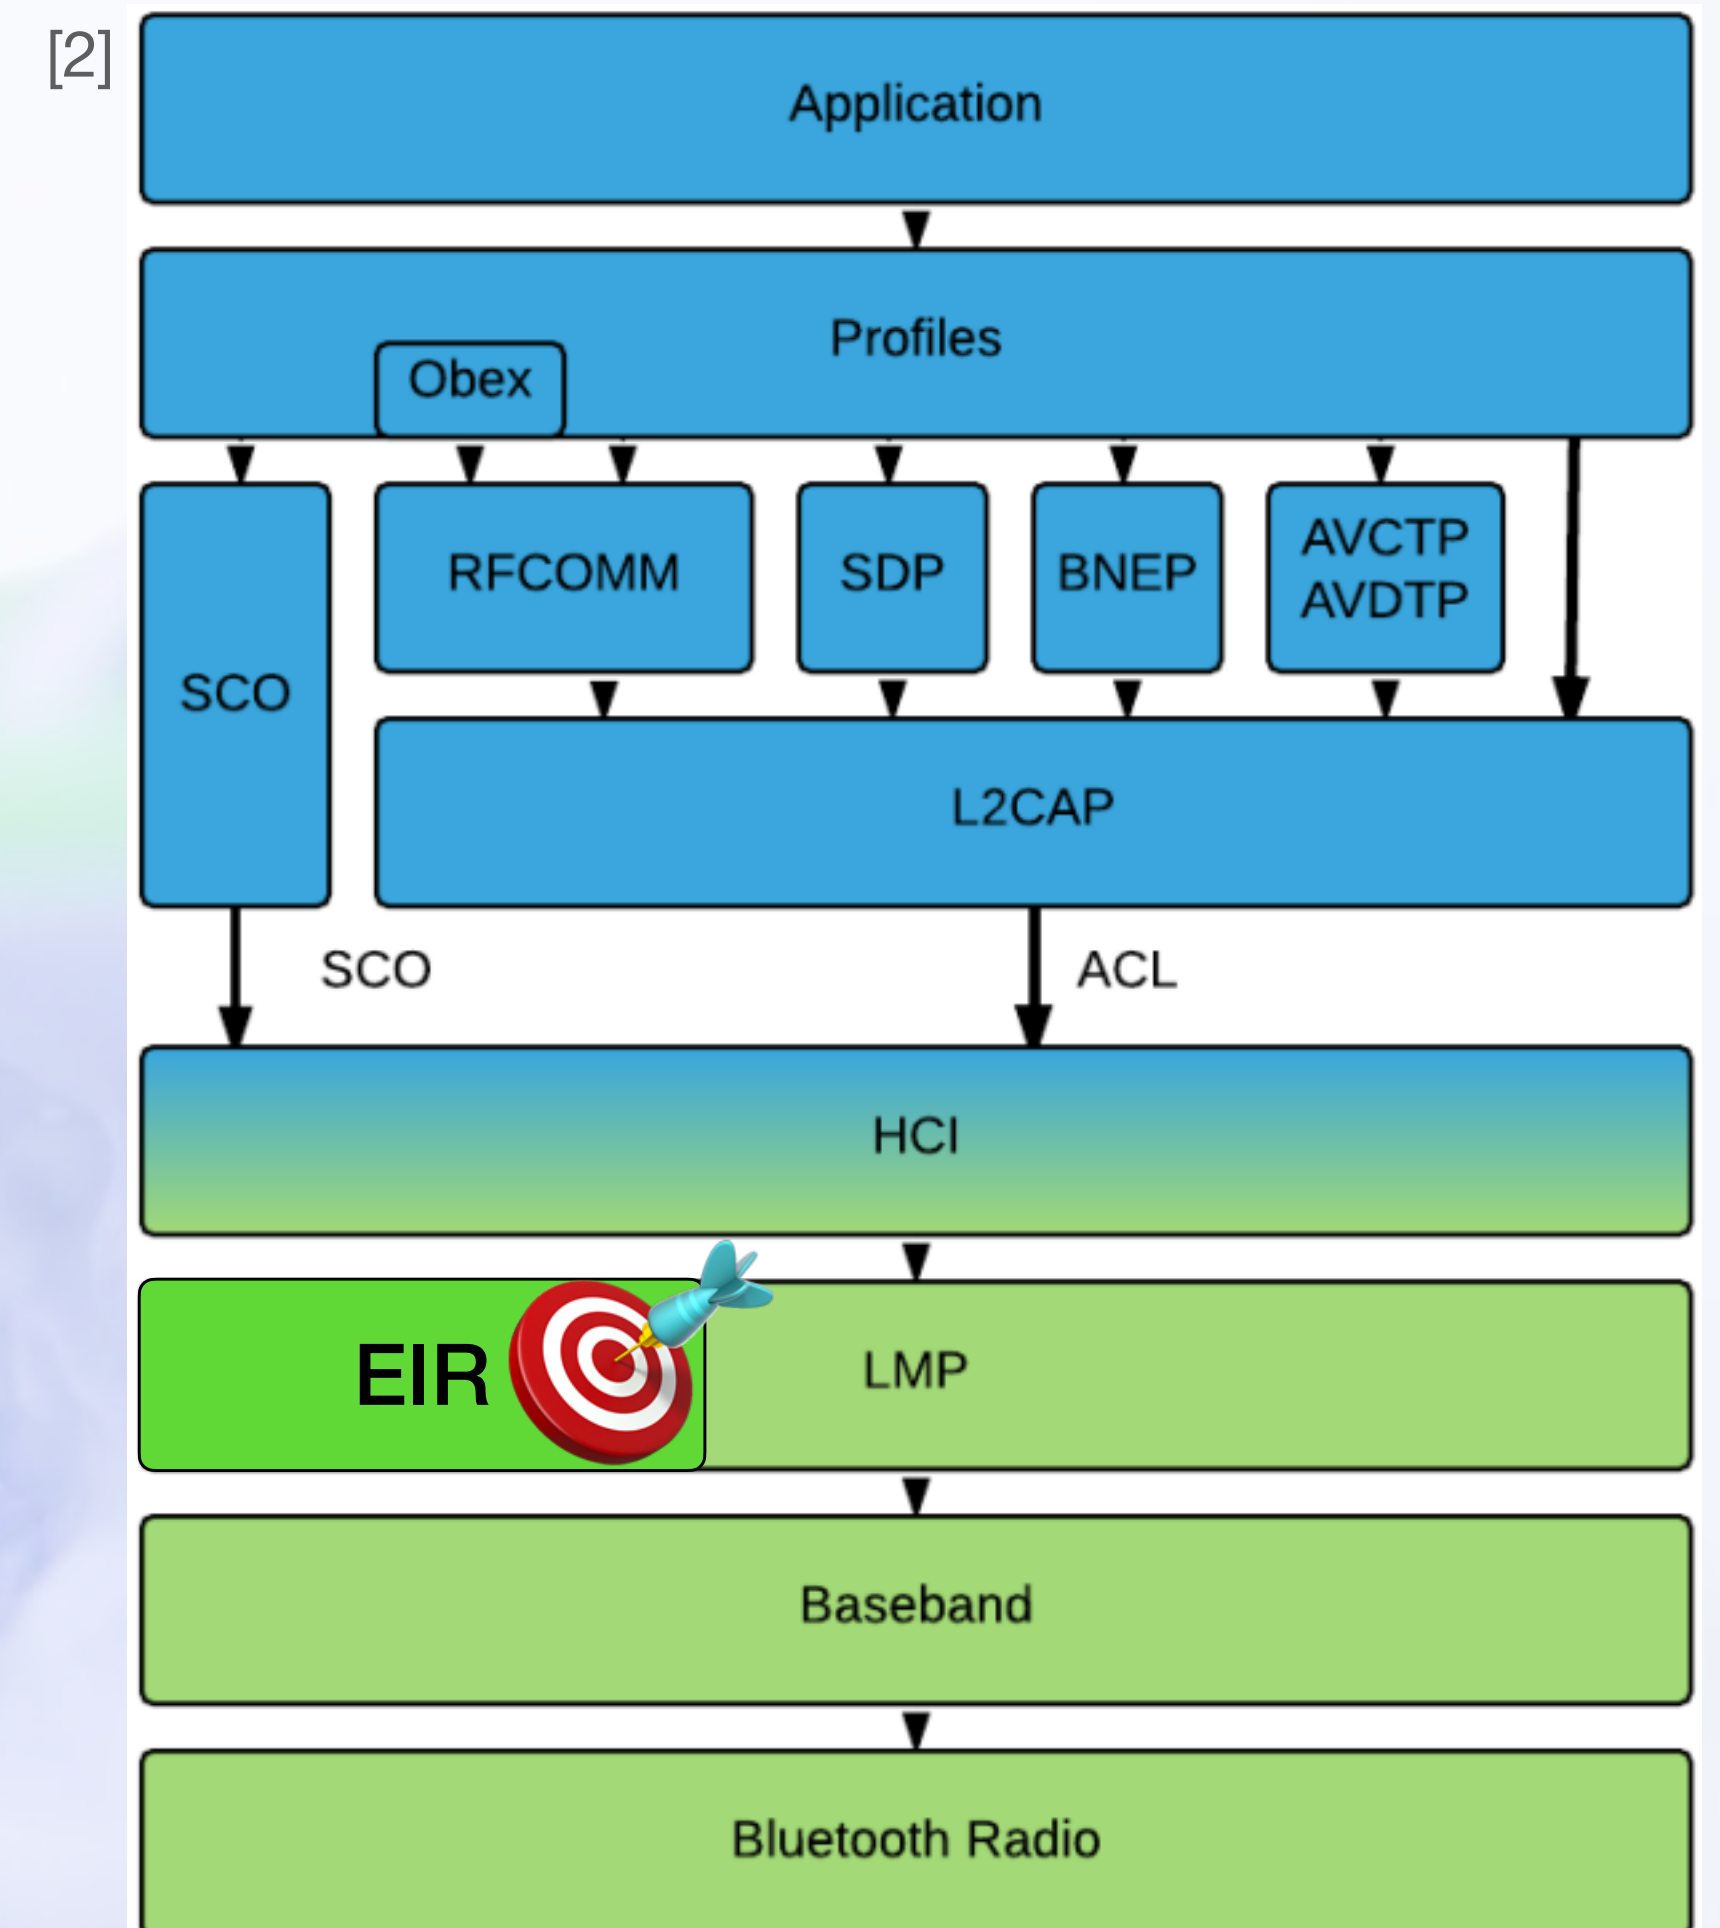 [2]
Application
Profiles
Obex
RFCOMM
SDP
BNEP
AVCTP
AVDTP
SCO
L2CAP
SCO
ACL
HCI
EIR
LMP
Baseband
Bluetooth Radio